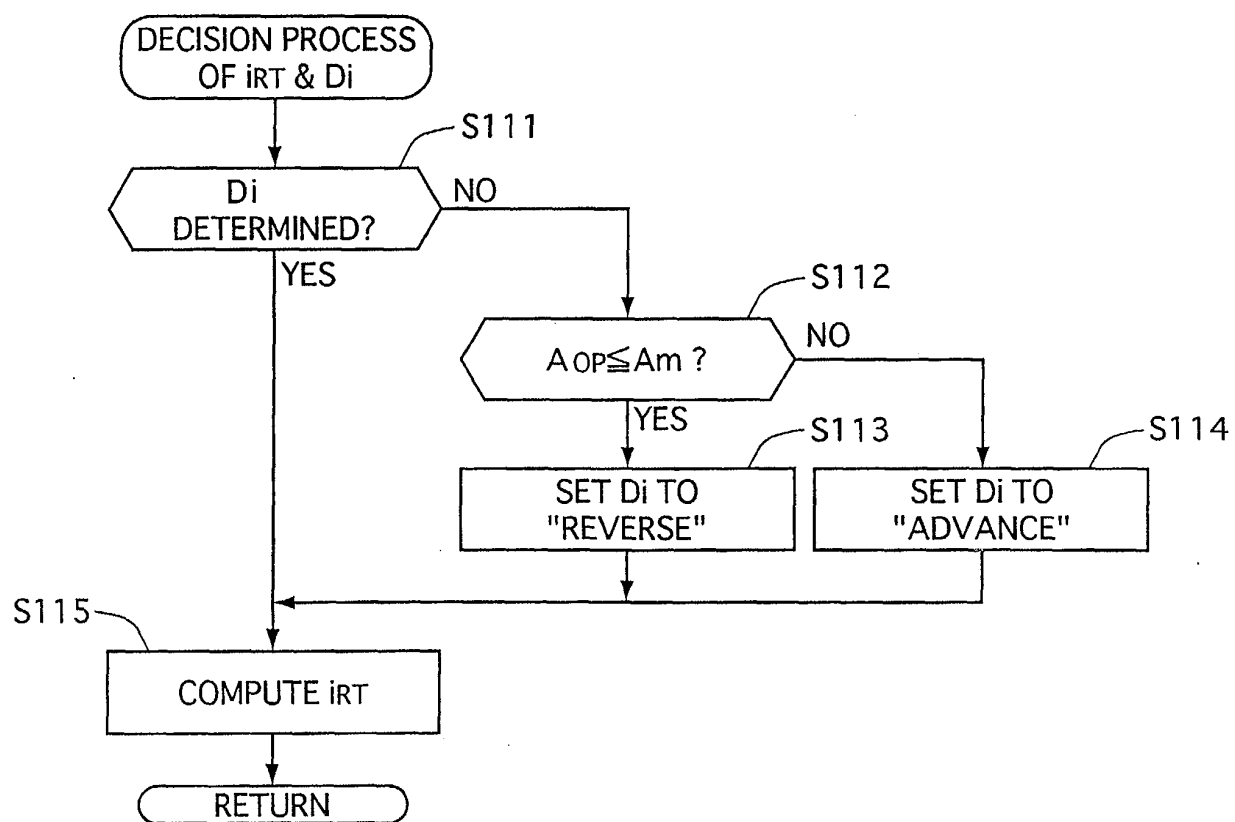 DECISION PROCESS
OF iRT & Di
S111
Di
DETERMINED?
NO
YES
S112
AOP≦Am ?
NO
YES
S113
S114
SET Di TO
"REVERSE"
SET Di TO
"ADVANCE"
S115
COMPUTE iRT
RETURN